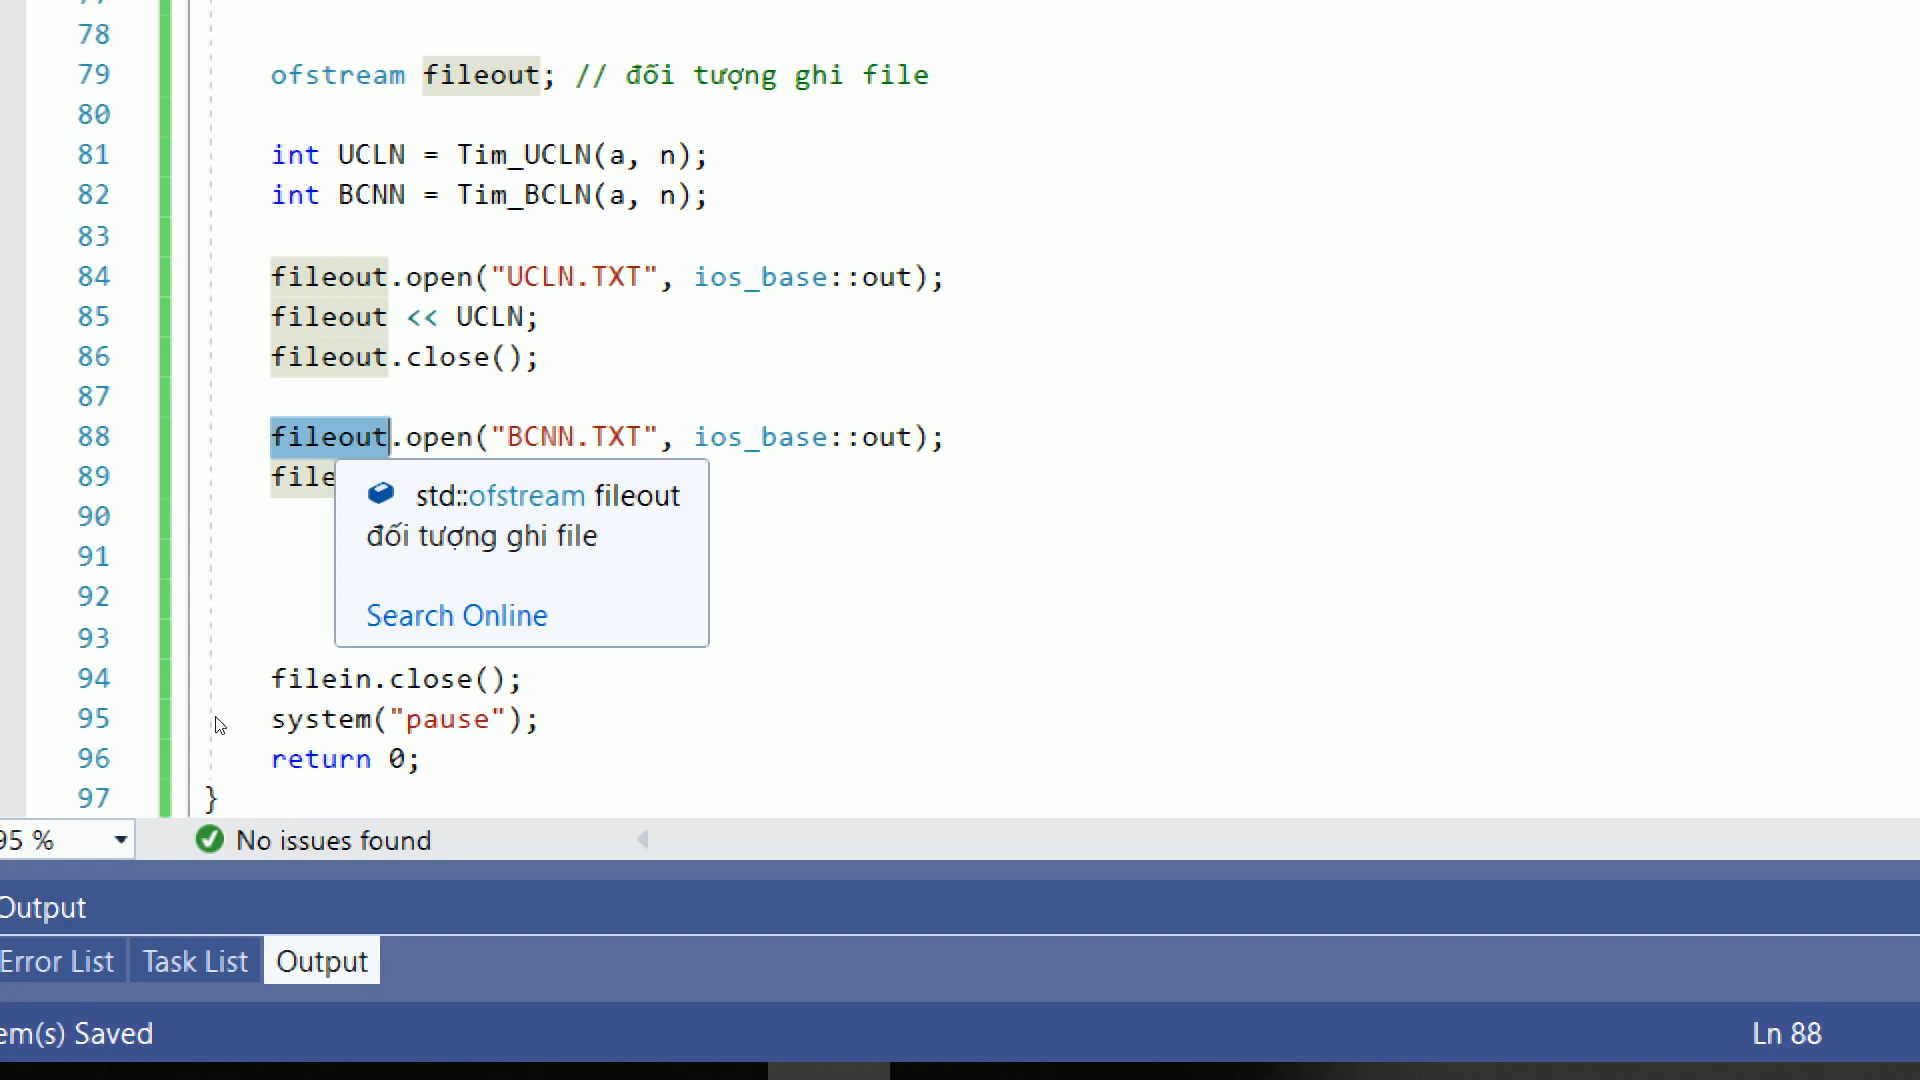 78
79 ofstream fileout; // đối tượng ghi file
80
81 int UCLN = Tim_UCLN(a, n);
82 int BCNN = Tim_BCLN(a, n);
83
84 fileout.open("UCLN.TXT", ios_base::out);
85 fileout << UCLN;
86 fileout.close();
87
88 fileout.open("BCNN.TXT", ios_base::out);
89 file
std::ofstream fileout
90
đối tượng ghi file
91
92
Search Online
93
94 filein.close();
95 system("pause");
96 return 0;
97 }
95 % No issues found
Output
Error List Task List Output
em(s) Saved Ln 88